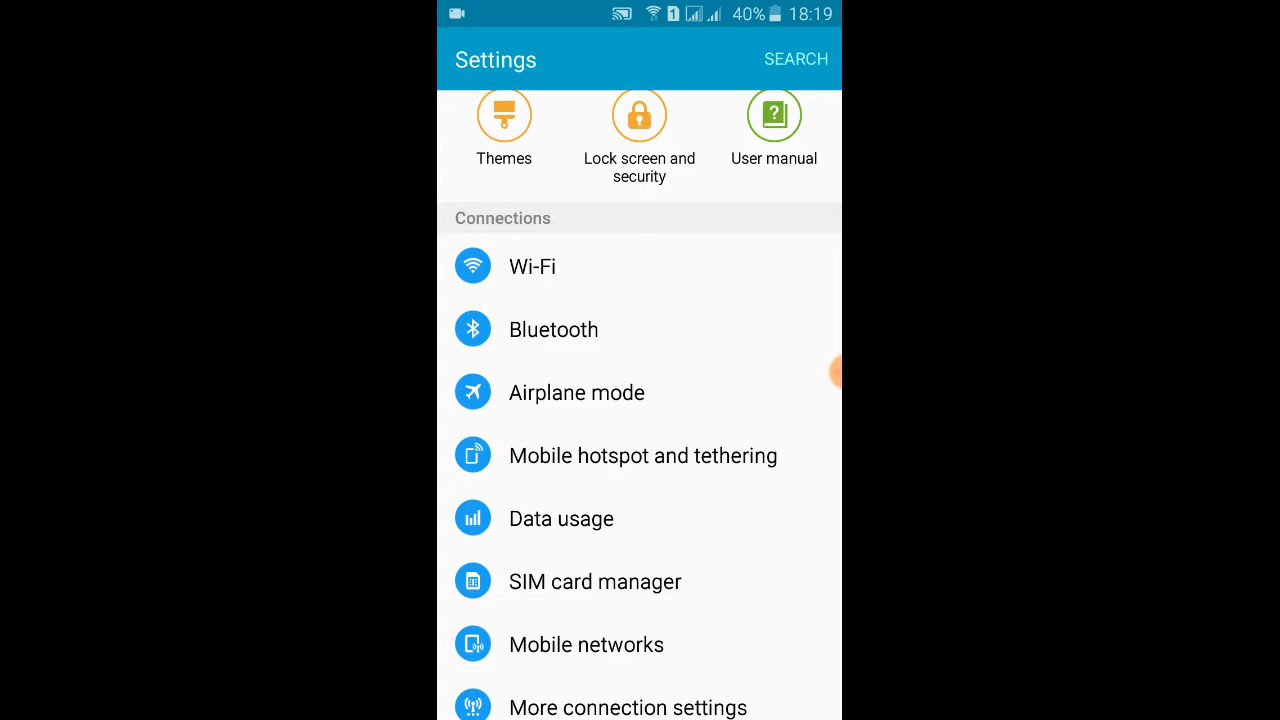 1 40% 18:19
Settings SEARCH
Themes Lock screen and security User manual
Connections
Wi-Fi
Bluetooth
Airplane mode
Mobile hotspot and tethering
Data usage
SIM card manager
Mobile networks
More connection settings